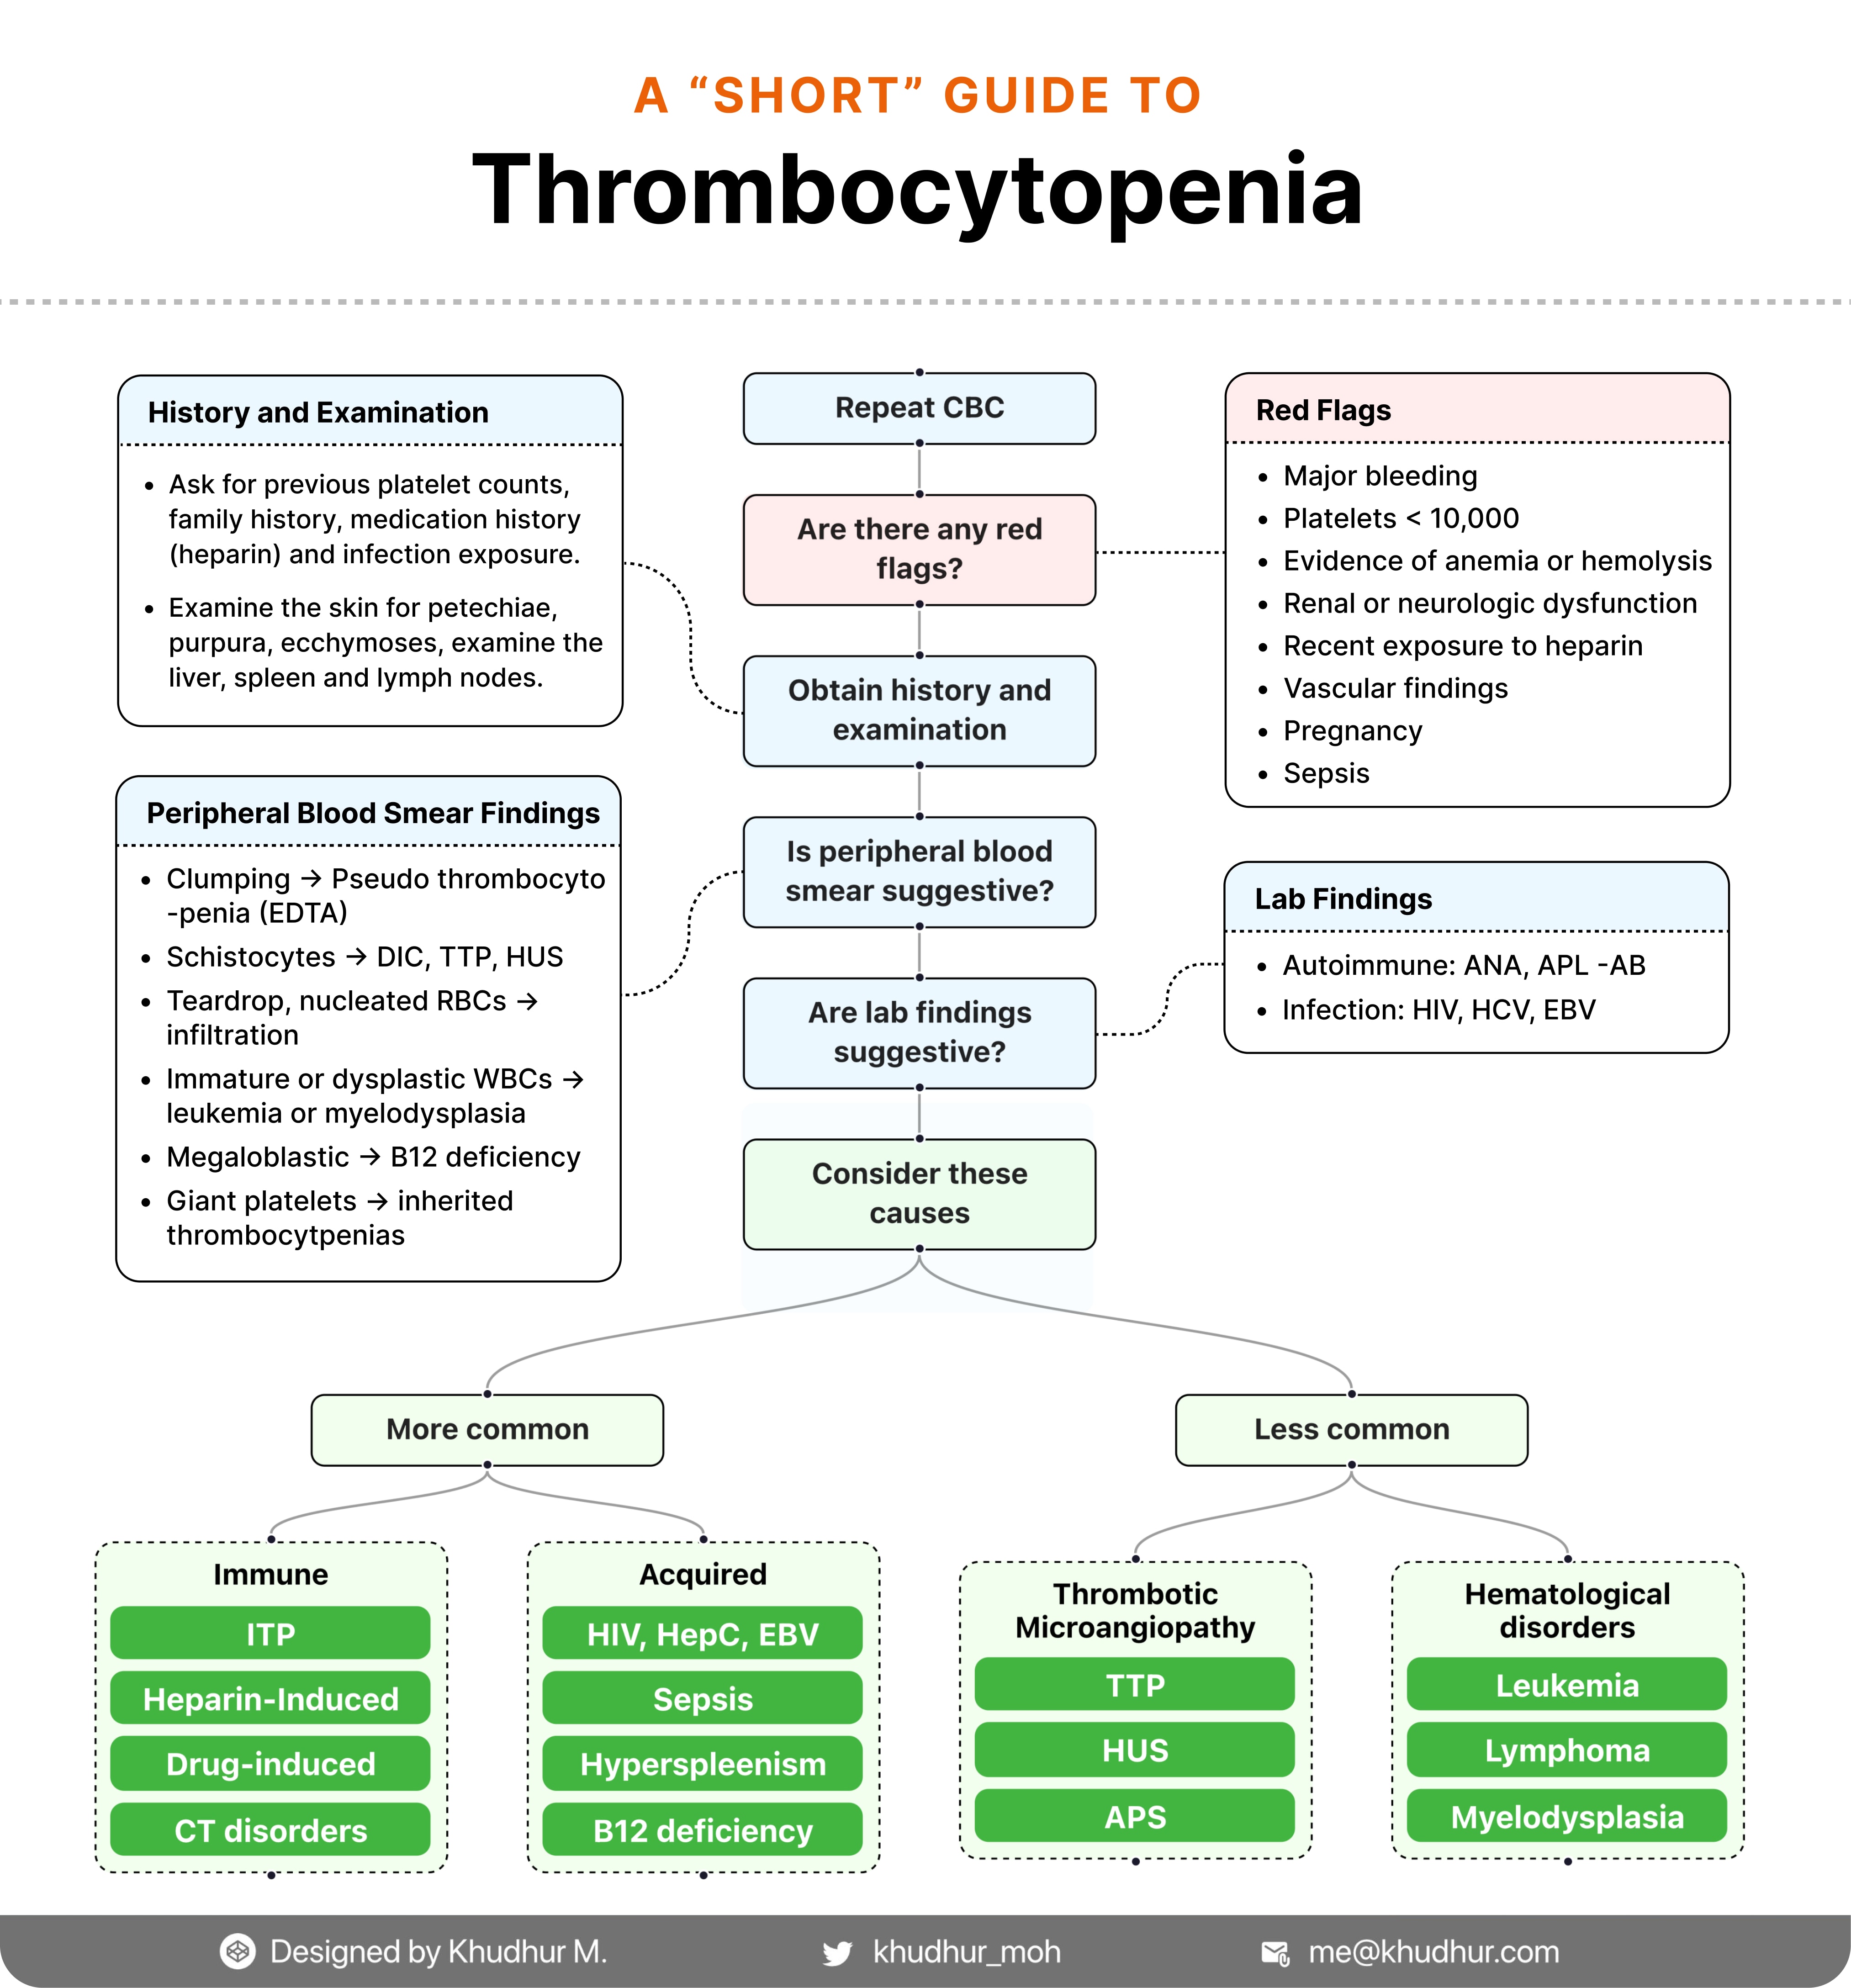 A “SHORT” GUIDE TO
Thrombocytopenia
History and Examination
• Ask for previous platelet counts,
family history, medication history
(heparin) and infection exposure.
• Examine the skin for petechiae,
purpura, ecchymoses, examine the
liver, spleen and lymph nodes.
Peripheral Blood Smear Findings
• Clumping → Pseudo thrombocyto
-penia (EDTA)
• Schistocytes → DIC, TTP, HUS
• Teardrop, nucleated RBCs →
infiltration
• Immature or dysplastic WBCs →
leukemia or myelodysplasia
• Megaloblastic → B12 deficiency
• Giant platelets → inherited
thrombocytpenias
Repeat CBC
Are there any red
flags?
Obtain history and
examination
Is peripheral blood
smear suggestive?
Are lab findings
suggestive?
Consider these
causes
Red Flags
• Major bleeding
• Platelets < 10,000
• Evidence of anemia or hemolysis
• Renal or neurologic dysfunction
• Recent exposure to heparin
• Vascular findings
• Pregnancy
• Sepsis
Lab Findings
• Autoimmune: ANA, APL -AB
• Infection: HIV, HCV, EBV
More common
Less common
Immune
ITP
Heparin-Induced
Drug-induced
CT disorders
Acquired
HIV, HepC, EBV
Sepsis
Hyperspleenism
B12 deficiency
Thrombotic
Microangiopathy
TTP
HUS
APS
Hematological
disorders
Leukemia
Lymphoma
Myelodysplasia
Designed by Khudhur M.
khudhur_moh
me@khudhur.com